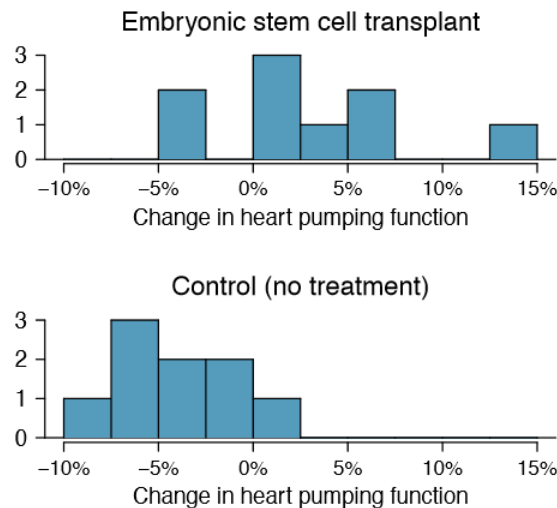 Embryonic stem cell transplant
3
2
1
0
−10% −5% 0% 5% 10% 15%
Change in heart pumping function
Control (no treatment)
3
2
1
0
−10% −5% 0% 5% 10% 15%
Change in heart pumping function